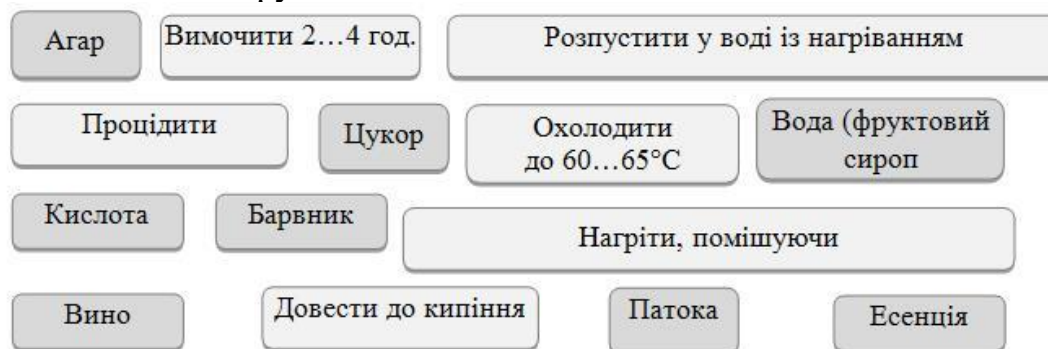 Агар
Вимочити 2…4 год.
Розпустити у воді із нагріванням
Процідити
Цукор
Охолодити
до 60…65°С
Вода (фруктовий
сироп
Кислота
Барвник
Нагріти, помішуючи
Вино
Довести до кипіння
Патока
Есенція